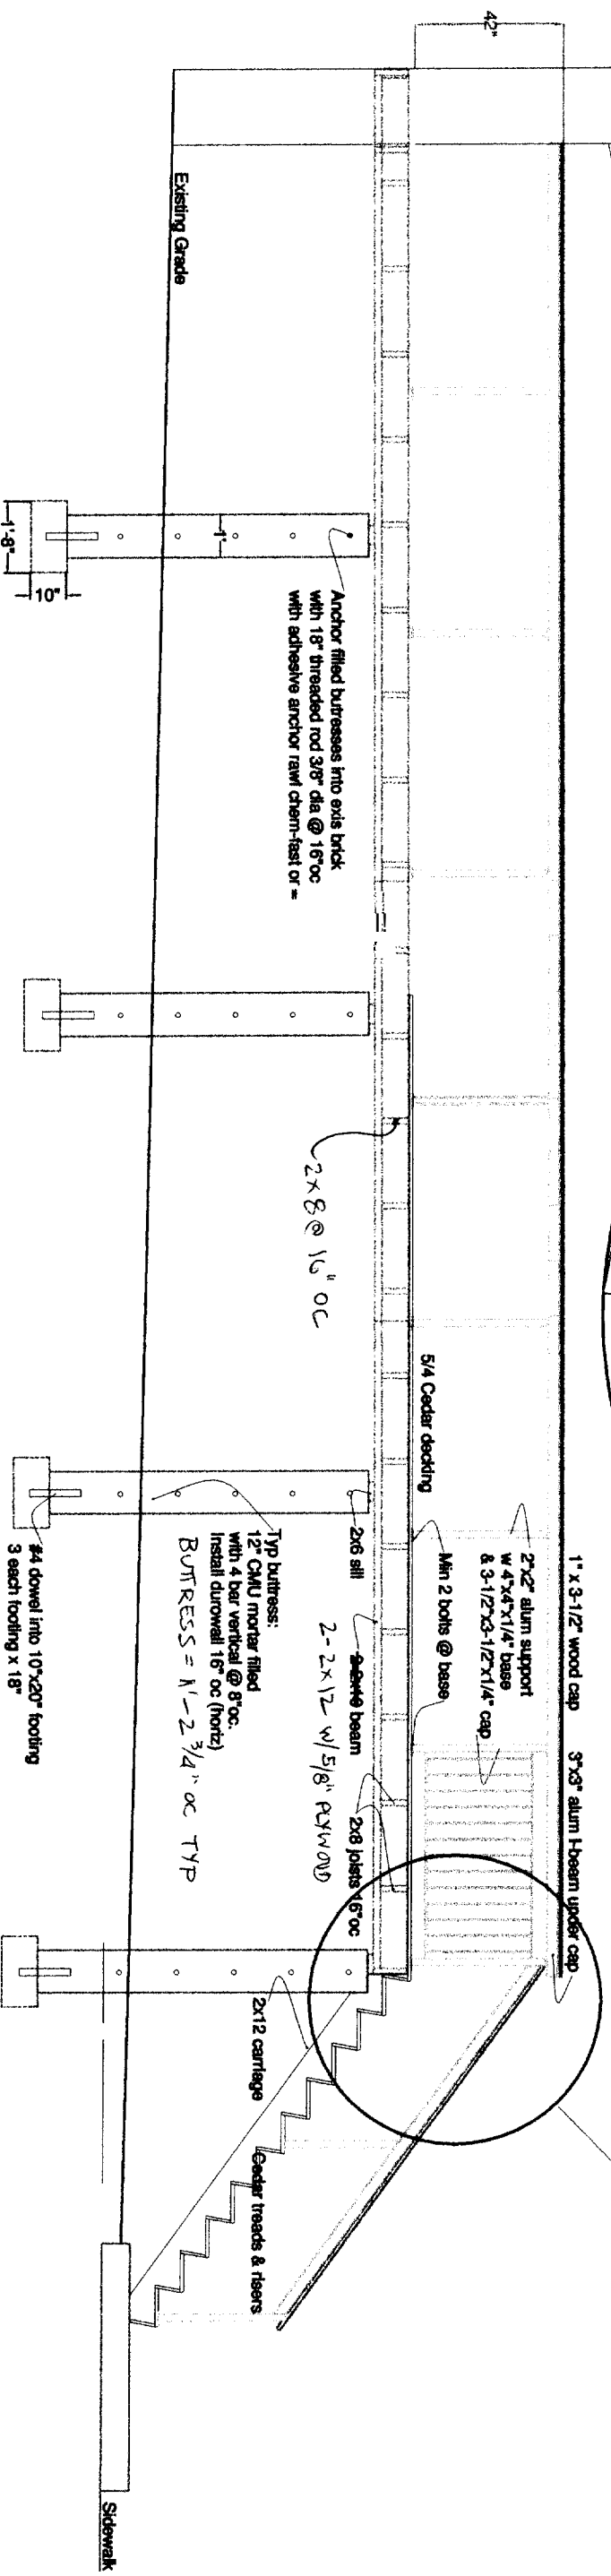 42"
1" x 3-1/2" wood cap
3"x3" alum I-beam under cap
2"x2" alum support
w 4"x4"x1/4" base
& 3-1/2"x3-1/2"x1/4" cap
5/4 Cedar decking
Min 2 bolts @ base
2x6 sill
2-2x10 beam
2x8 joists 16"oc
2-2x12 W/5/8" PLYWOOD
2x8@ 16" OC
Existing Grade
Anchor filled butresses into exis brick
with 18" threaded rod 3/8" dia @ 16"oc
with adhesive anchor rawl chem-fast or =
1'
10"
1'-8"
Typ buttress:
12" CMU mortar filled
with 4 bar vertical @ 8"oc.
Install durowall 16" oc (horiz)
BUTTRESS = 11'-2 3/4" OC TYP
#4 dowel into 10"x20" footing
3 each footing x 18"
2x12 carriage
Cedar treads & risers
Sidewalk